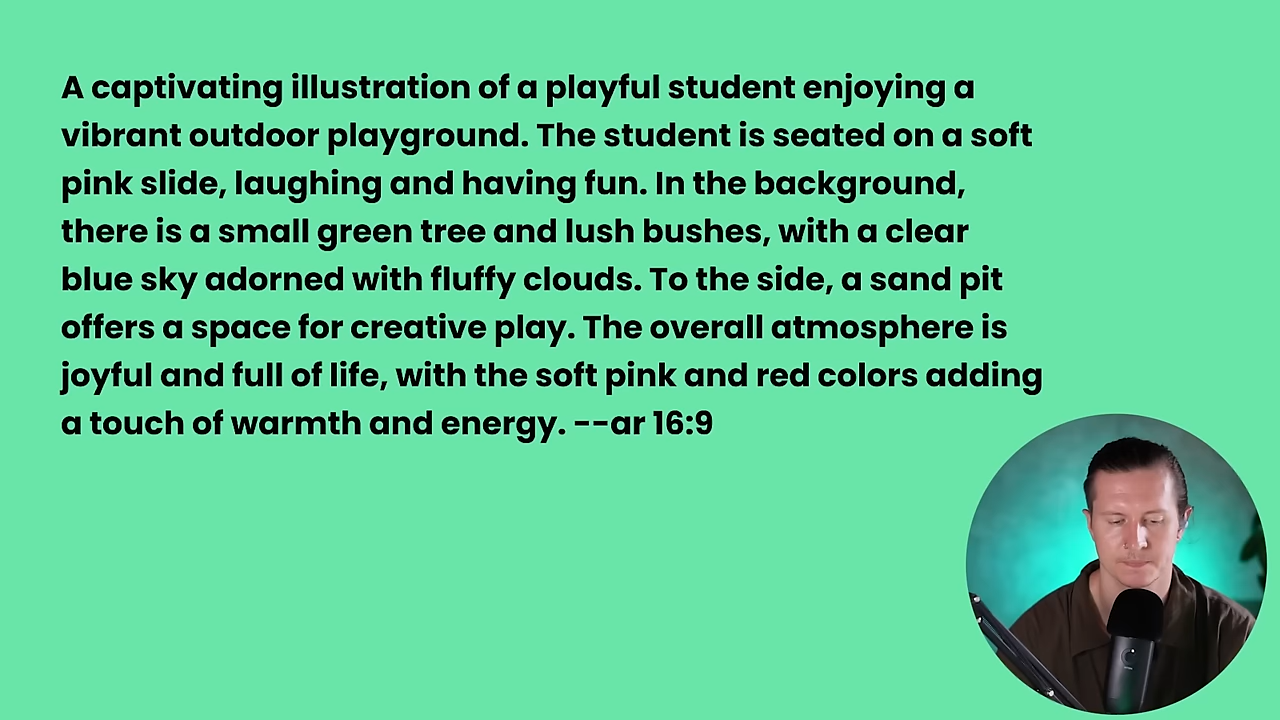 A captivating illustration of a playful student enjoying a
vibrant outdoor playground. The student is seated on a soft
pink slide, laughing and having fun. In the background,
there is a small green tree and lush bushes, with a clear
blue sky adorned with fluffy clouds. To the side, a sand pit
offers a space for creative play. The overall atmosphere is
joyful and full of life, with the soft pink and red colors adding
a touch of warmth and energy. --ar 16:9